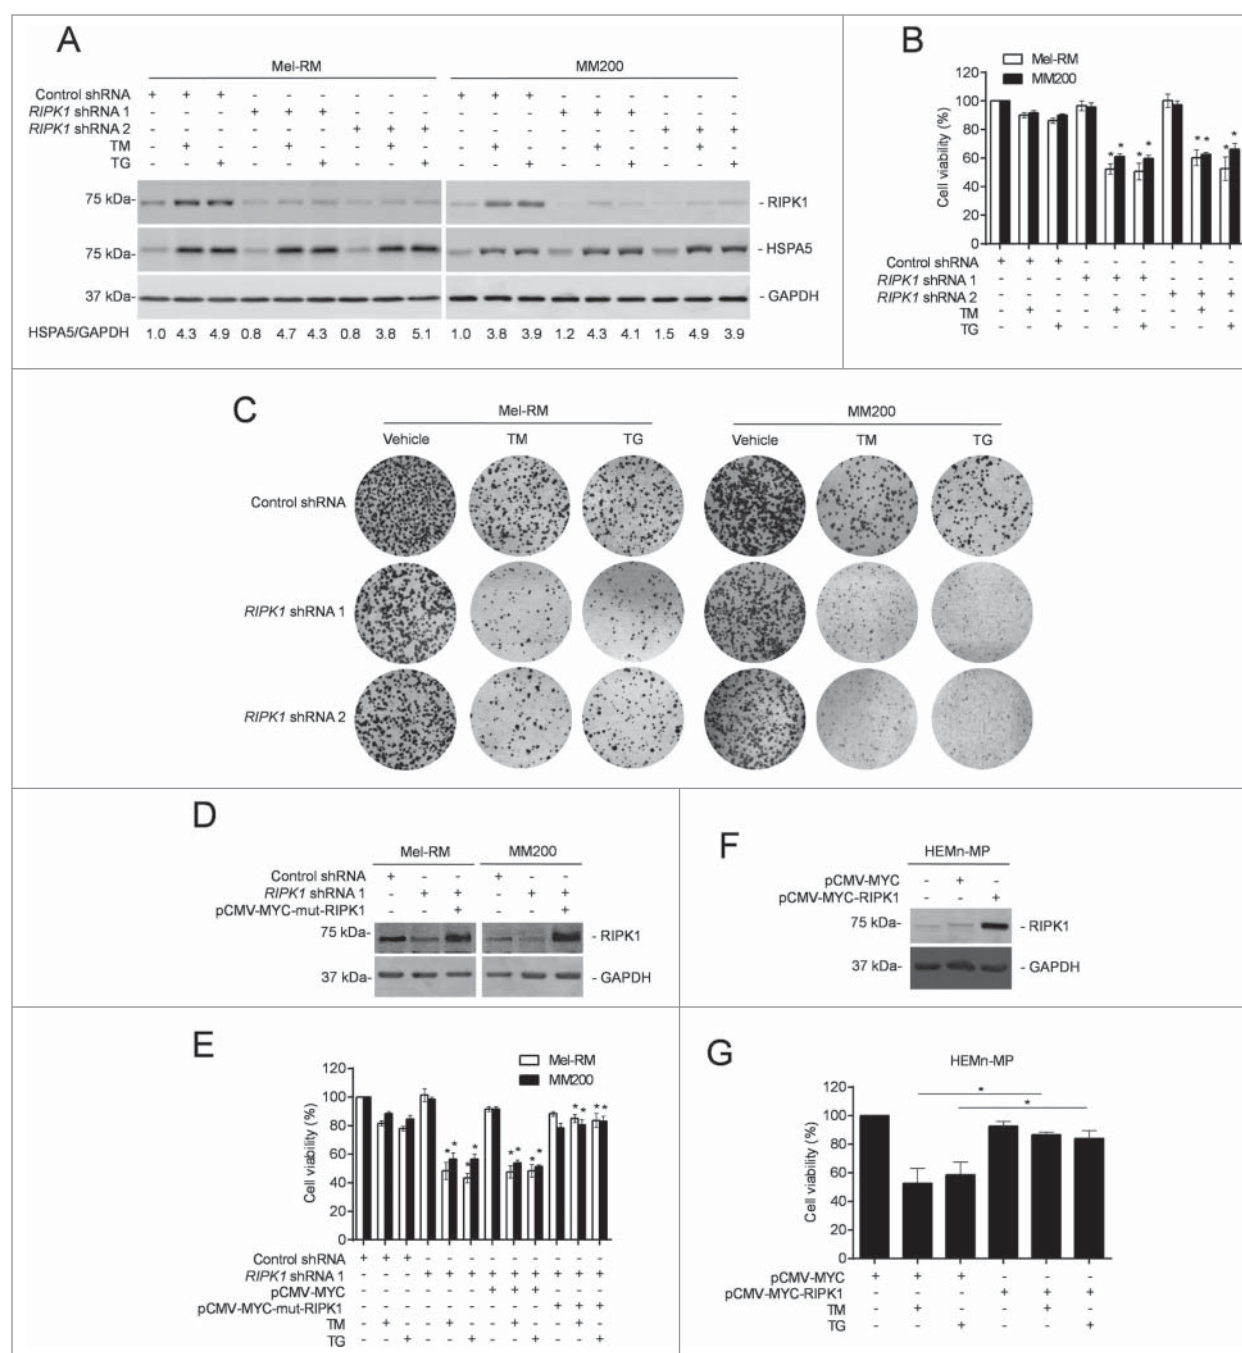 A
Mel-RM MM200
Control shRNA + + + - - - - - - + + + - - - - - -
RIPK1 shRNA 1 - - - + + + - - - - - - + + + - - -
RIPK1 shRNA 2 - - - - - - + + + - - - - - - + + +
TM - + - - + - - + - - + - - + - - + -
TG - - + - - + - - + - - + - - + - - +
75 kDa- - RIPK1
75 kDa- - HSPA5
37 kDa- - GAPDH
HSPA5/GAPDH 1.0 4.3 4.9 0.8 4.7 4.3 0.8 3.8 5.1 1.0 3.8 3.9 1.2 4.3 4.1 1.5 4.9 3.9
B
Mel-RM
MM200
Cell viability (%)
120
100
80
60
40
20
0
* * * * * * * *
Control shRNA + + + - - - - - -
RIPK1 shRNA 1 - - - + + + - - -
RIPK1 shRNA 2 - - - - - - + + +
TM - + - - + - - + -
TG - - + - - + - - +
C
Mel-RM MM200
Vehicle TM TG Vehicle TM TG
Control shRNA
RIPK1 shRNA 1
RIPK1 shRNA 2
D
Mel-RM MM200
Control shRNA + - - + - -
RIPK1 shRNA 1 - + + - + +
pCMV-MYC-mut-RIPK1 - - + - - +
75 kDa- - RIPK1
37 kDa- - GAPDH
F
HEMn-MP
pCMV-MYC - + -
pCMV-MYC-RIPK1 - - +
75 kDa- - RIPK1
37 kDa- - GAPDH
E
Mel-RM
MM200
Cell viability (%)
120
100
80
60
40
20
0
* * * * * * * * * * * *
Control shRNA + + + - - - - - - - - -
RIPK1 shRNA 1 - - - + + + + + + + + +
pCMV-MYC - - - - - - + + + - - -
pCMV-MYC-mut-RIPK1 - - - - - - - - - + + +
TM - + - - + - - + - - + -
TG - - + - - + - - + - - +
G
HEMn-MP
Cell viability (%)
120
100
80
60
40
20
0
*
*
pCMV-MYC + + + - - -
pCMV-MYC-RIPK1 - - - + + +
TM - + - - + -
TG - - + - - +